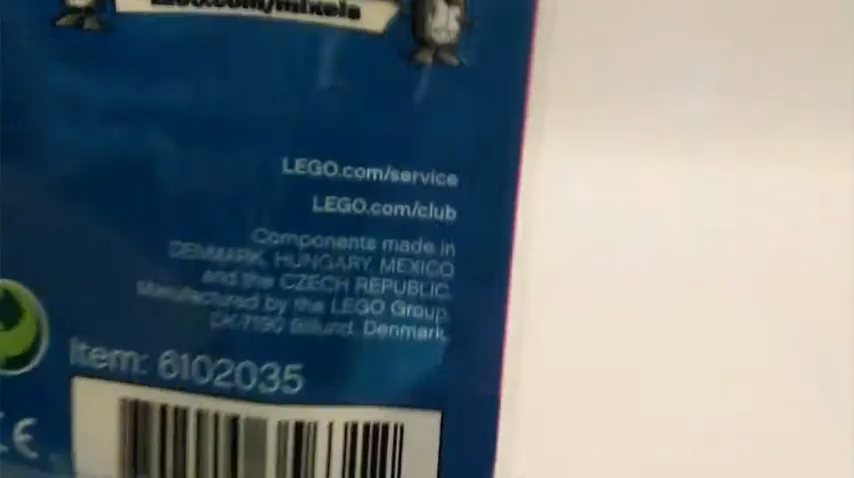 LEGO.com/mixels
LEGO.com/service
LEGO.com/club
Components made in
DENMARK, HUNGARY, MEXICO
and the CZECH REPUBLIC.
Manufactured by the LEGO Group,
DK-7190 Billund, Denmark.
Item: 6102035
CE